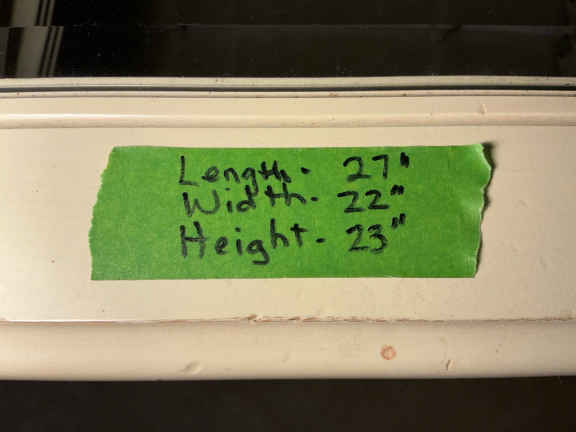 Length- 27"
Width- 22"
Height- 23"